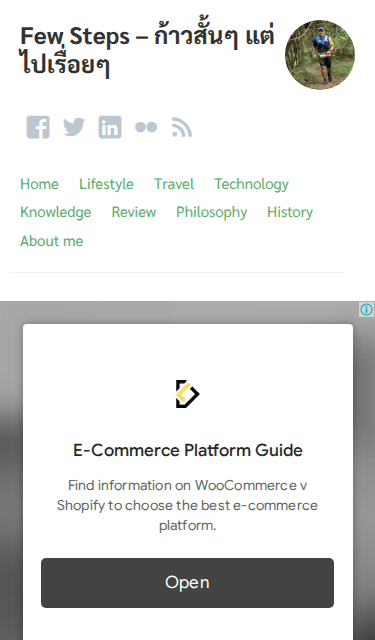 Few Steps – ก้าวสั้นๆ แต่
ไปเรื่อยๆ
Home Lifestyle Travel Technology
Knowledge Review Philosophy History
About me
E-Commerce Platform Guide
Find information on WooCommerce v
Shopify to choose the best e-commerce
platform.
Open